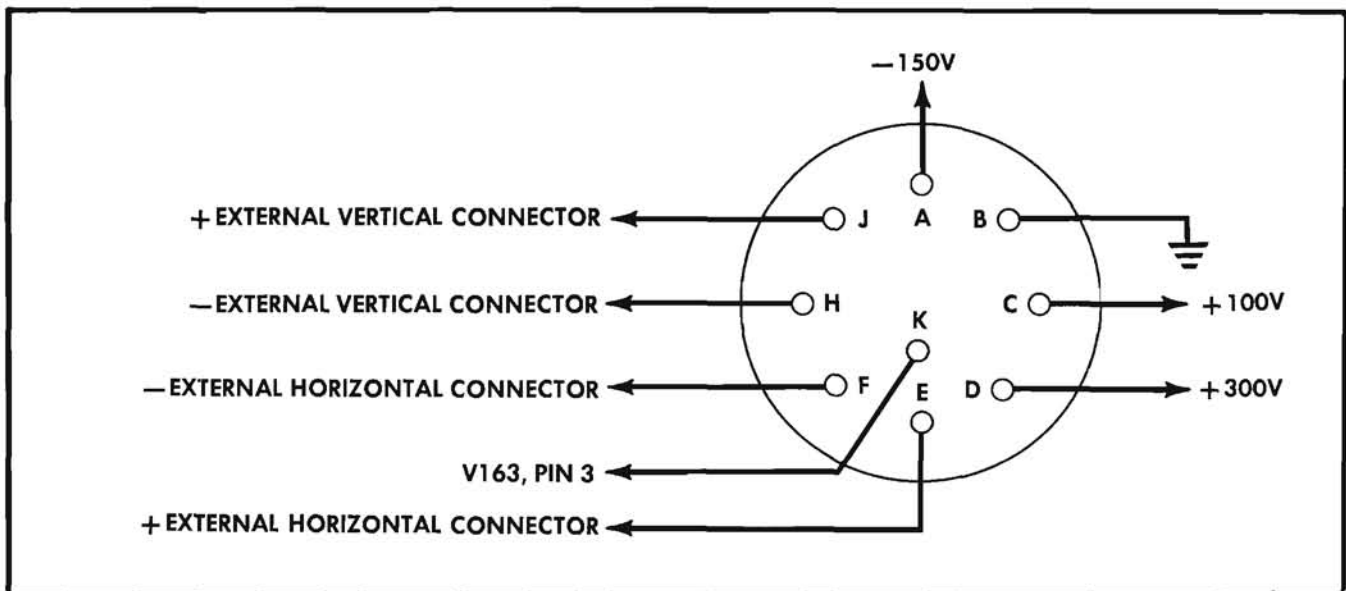 −150V
+EXTERNAL VERTICAL CONNECTOR
J
A
B
−EXTERNAL VERTICAL CONNECTOR
H
C
+100V
K
−EXTERNAL HORIZONTAL CONNECTOR
F
E
D
+300V
V163, PIN 3
+EXTERNAL HORIZONTAL CONNECTOR